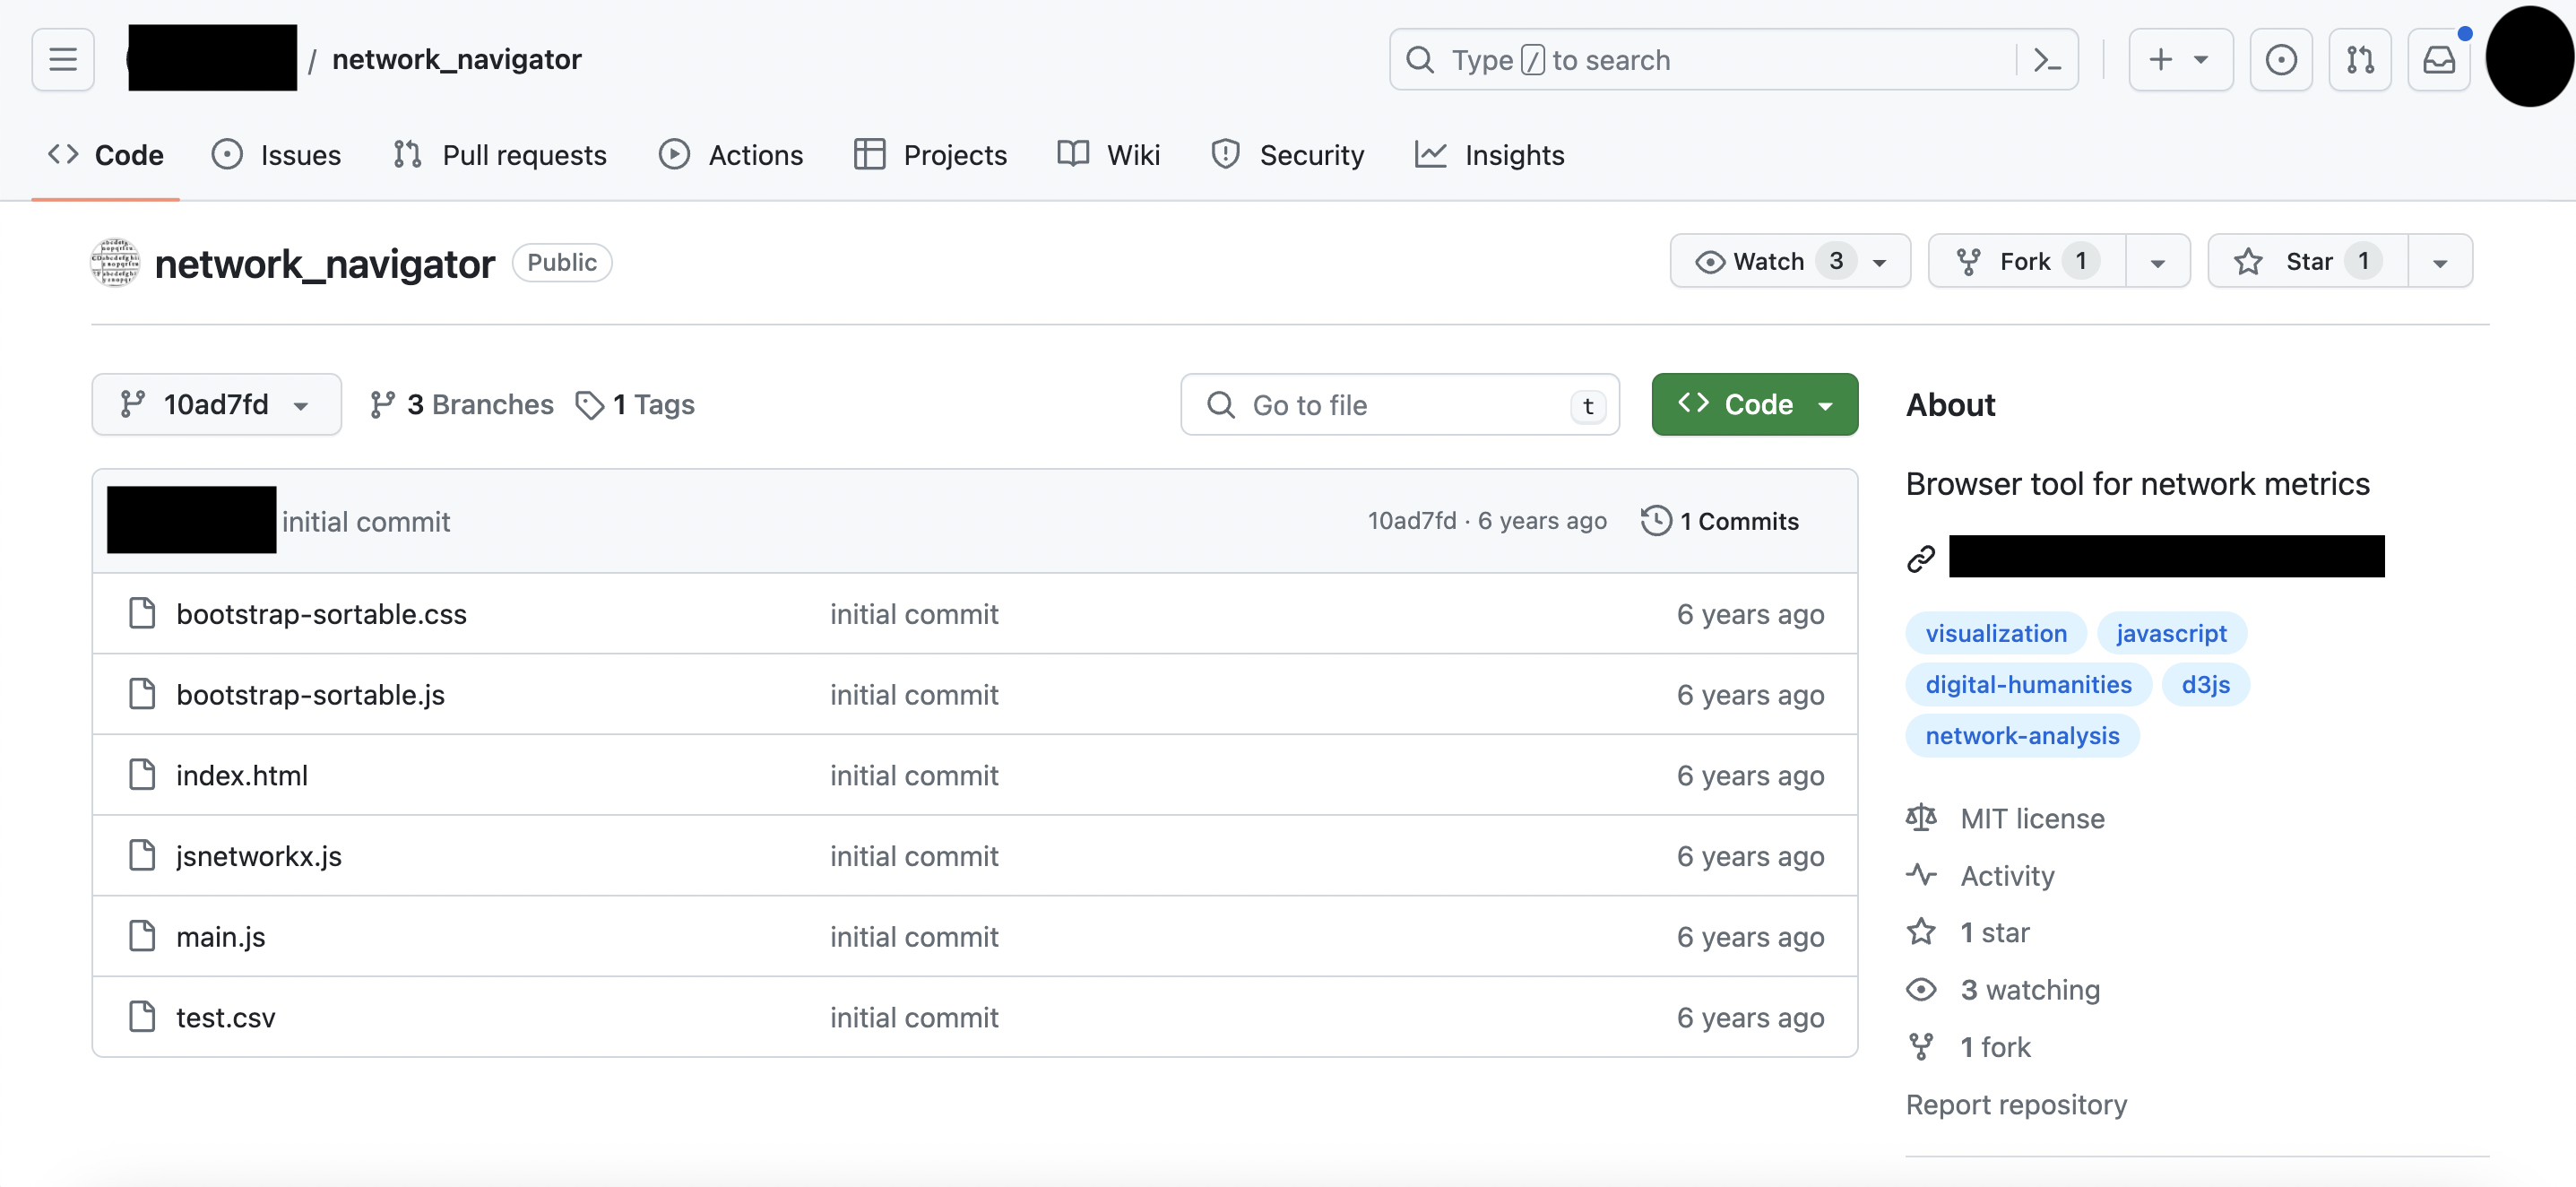 / network_navigator
Type / to search
Code Issues Pull requests Actions Projects Wiki Security Insights
network_navigator Public
Watch 3 Fork 1 Star 1
10ad7fd 3 Branches 1 Tags
Go to file t
Code
initial commit 10ad7fd · 6 years ago 1 Commits
bootstrap-sortable.css initial commit 6 years ago
bootstrap-sortable.js initial commit 6 years ago
index.html initial commit 6 years ago
jsnetworkx.js initial commit 6 years ago
main.js initial commit 6 years ago
test.csv initial commit 6 years ago
About
Browser tool for network metrics
visualization javascript
digital-humanities d3js
network-analysis
MIT license
Activity
1 star
3 watching
1 fork
Report repository